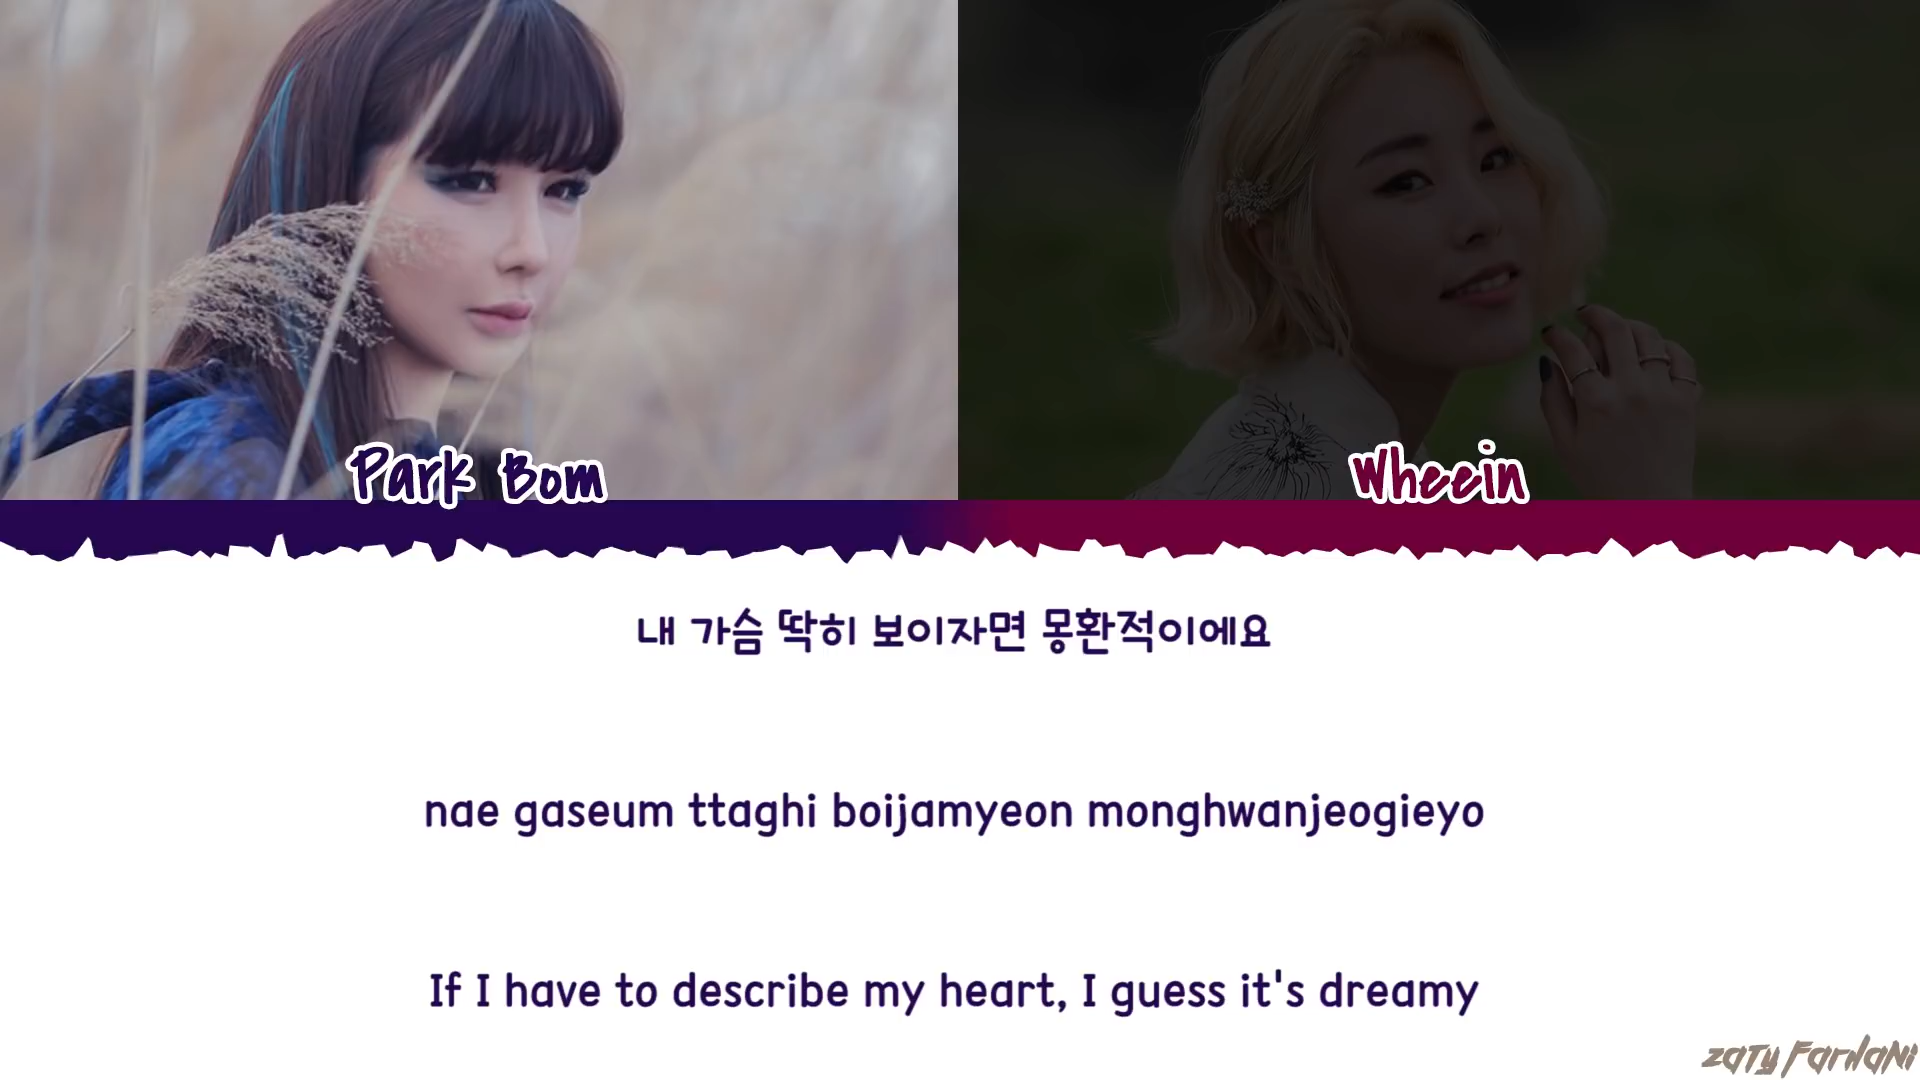 Park Bom
Wheein
내 가슴 딱히 보이자면 몽환적이에요
nae gaseum ttaghi boijamyeon monghwanjeogieyo
If I have to describe my heart, I guess it's dreamy
Zaty Farhani